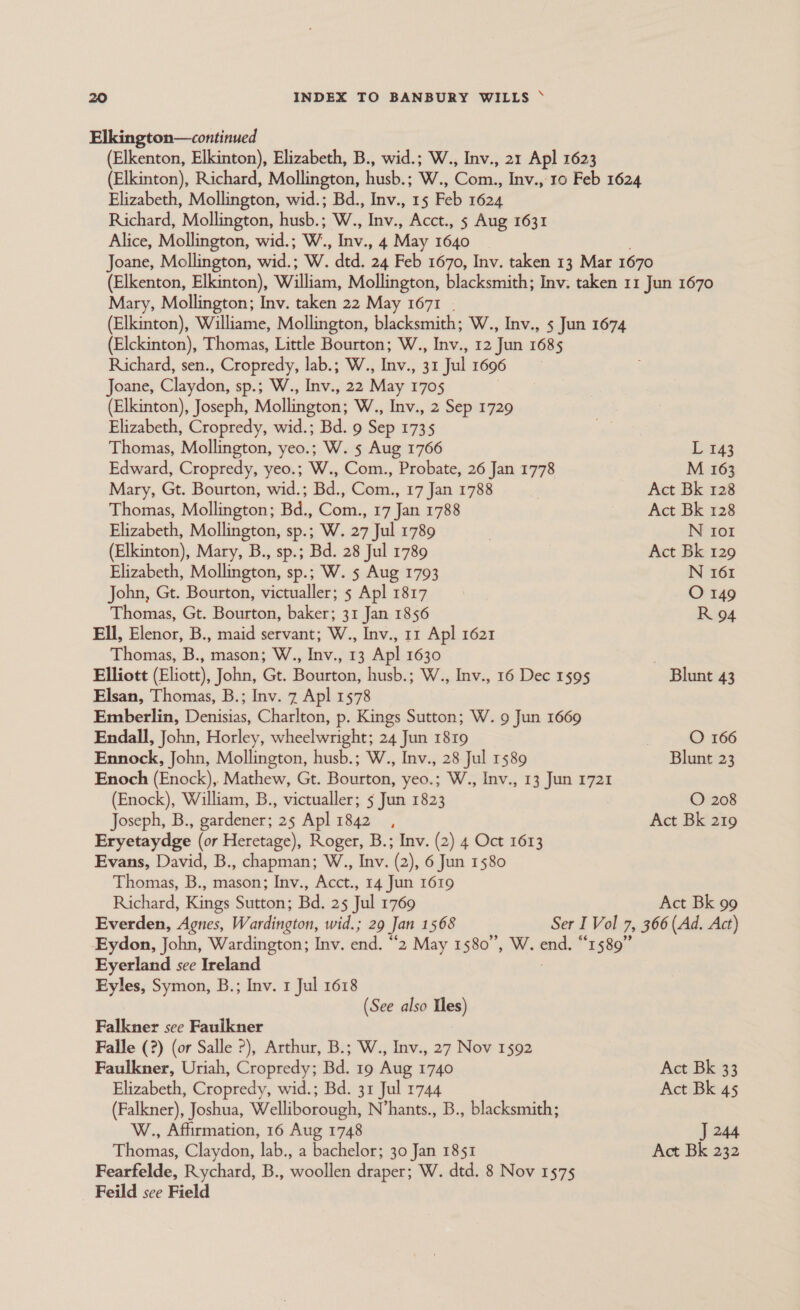 20 INDEX TO BANBURY WILLS
Elkington—continued
(Elkenton, Elkinton), Elizabeth, B., wid.; W., Inv., 21 Apl 1623
(Elkinton), Richard, Mollington, husb.; W., Com., Inv., 10 Feb 1624
Elizabeth, Mollington, wid.; Bd., Inv., 15 Feb 1624
Richard, Mollington, husb.; W., Inv., Acct., 5 Aug 1631
Alice, Mollington, wid.; W., Inv., 4 May 1640
Joane, Mollington, wid.; W. dtd. 24 Feb 1670, Inv. taken 13 Mar 1670
(Elkenton, Elkinton), William, Mollington, blacksmith; Inv. taken 11 Jun 1670
Mary, Mollington; Inv. taken 22 May 1671
(Elkinton), Williame, Mollington, blacksmith; W., Inv., 5 Jun 1674
(Elckinton), Thomas, Little Bourton; W., Inv., 12 Jun 1685
Richard, sen., Cropredy, lab.; W., Inv., 31 Jul 1696
Joane, Claydon, sp.; W., Inv., 22 May 1705
(Elkinton), Joseph, Mollington; W., Inv., 2 Sep 1729
Elizabeth, Cropredy, wid.; Bd. 9 Sep 1735
Thomas, Mollington, yeo.; W. 5 Aug 1766 L 143
Edward, Cropredy, yeo.; W., Com., Probate, 26 Jan 1778 M 163
Mary, Gt. Bourton, wid.; Bd., Com., 17 Jan 1788 Act Bk 128
Thomas, Mollington; Bd., Com., 17 Jan 1788 Act Bk 128
Elizabeth, Mollington, sp.; W. 27 Jul 1789 N 101
(Elkinton), Mary, B., sp.; Bd. 28 Jul 1789 Act Bk 129
Elizabeth, Mollington, sp.; W. 5 Aug 1793 N 161
John, Gt. Bourton, victualler; 5 Apl 1817 O 149
Thomas, Gt. Bourton, baker; 31 Jan 1856 R 94
Ell, Elenor, B., maid servant; W., Inv., 11 Apl 1621
Thomas, B., mason; W., Inv., 13 Apl 1630
Elliott (Eliott), John, Gt. Bourton, husb.; W., Inv., 16 Dec 1595 Blunt 43
Elsan, Thomas, B.; Inv. 7 Apl 1578
Emberlin, Denisias, Charlton, p. Kings Sutton; W. 9 Jun 1669
Endall, John, Horley, wheelwright; 24 Jun 1819 O 166
Ennock, John, Mollington, husb.; W., Inv., 28 Jul 1589 Blunt 23
Enoch (Enock), Mathew, Gt. Bourton, yeo.; W., Inv., 13 Jun 1721
(Enock), William, B., victualler; 5 Jun 1823 O 208
Joseph, B., gardener; 25 Apl 1842 Act Bk 219
Eryetaydge (or Heretage), Roger, B.; Inv. (2) 4 Oct 1613
Evans, David, B., chapman; W., Inv. (2), 6 Jun 1580
Thomas, B., mason; Inv., Acct., 14 Jun 1619
Richard, Kings Sutton; Bd. 25 Jul 1769 Act Bk 99
Everden, Agnes, Wardington, wid.; 29 Jan 1568 Ser I Vol 7, 366 (Ad. Act)
Eydon, John, Wardington; Inv. end. “2 May 1580”, W. end. “1589”
Eyerland see Ireland
Eyles, Symon, B.; Inv. 1 Jul 1618
(See also Iles)
Falkner see Faulkner
Falle (?) (or Salle ?), Arthur, B.; W., Inv., 27 Nov 1592
Faulkner, Uriah, Cropredy; Bd. 19 Aug 1740 Act Bk 33
Elizabeth, Cropredy, wid.; Bd. 31 Jul 1744 Act Bk 45
(Falkner), Joshua, Welliborough, N’hants., B., blacksmith;
W., Affirmation, 16 Aug 1748 J 244
Thomas, Claydon, lab., a bachelor; 30 Jan 1851 Act Bk 232
Fearfelde, Rychard, B., woollen draper; W. dtd. 8 Nov 1575
Feild see Field